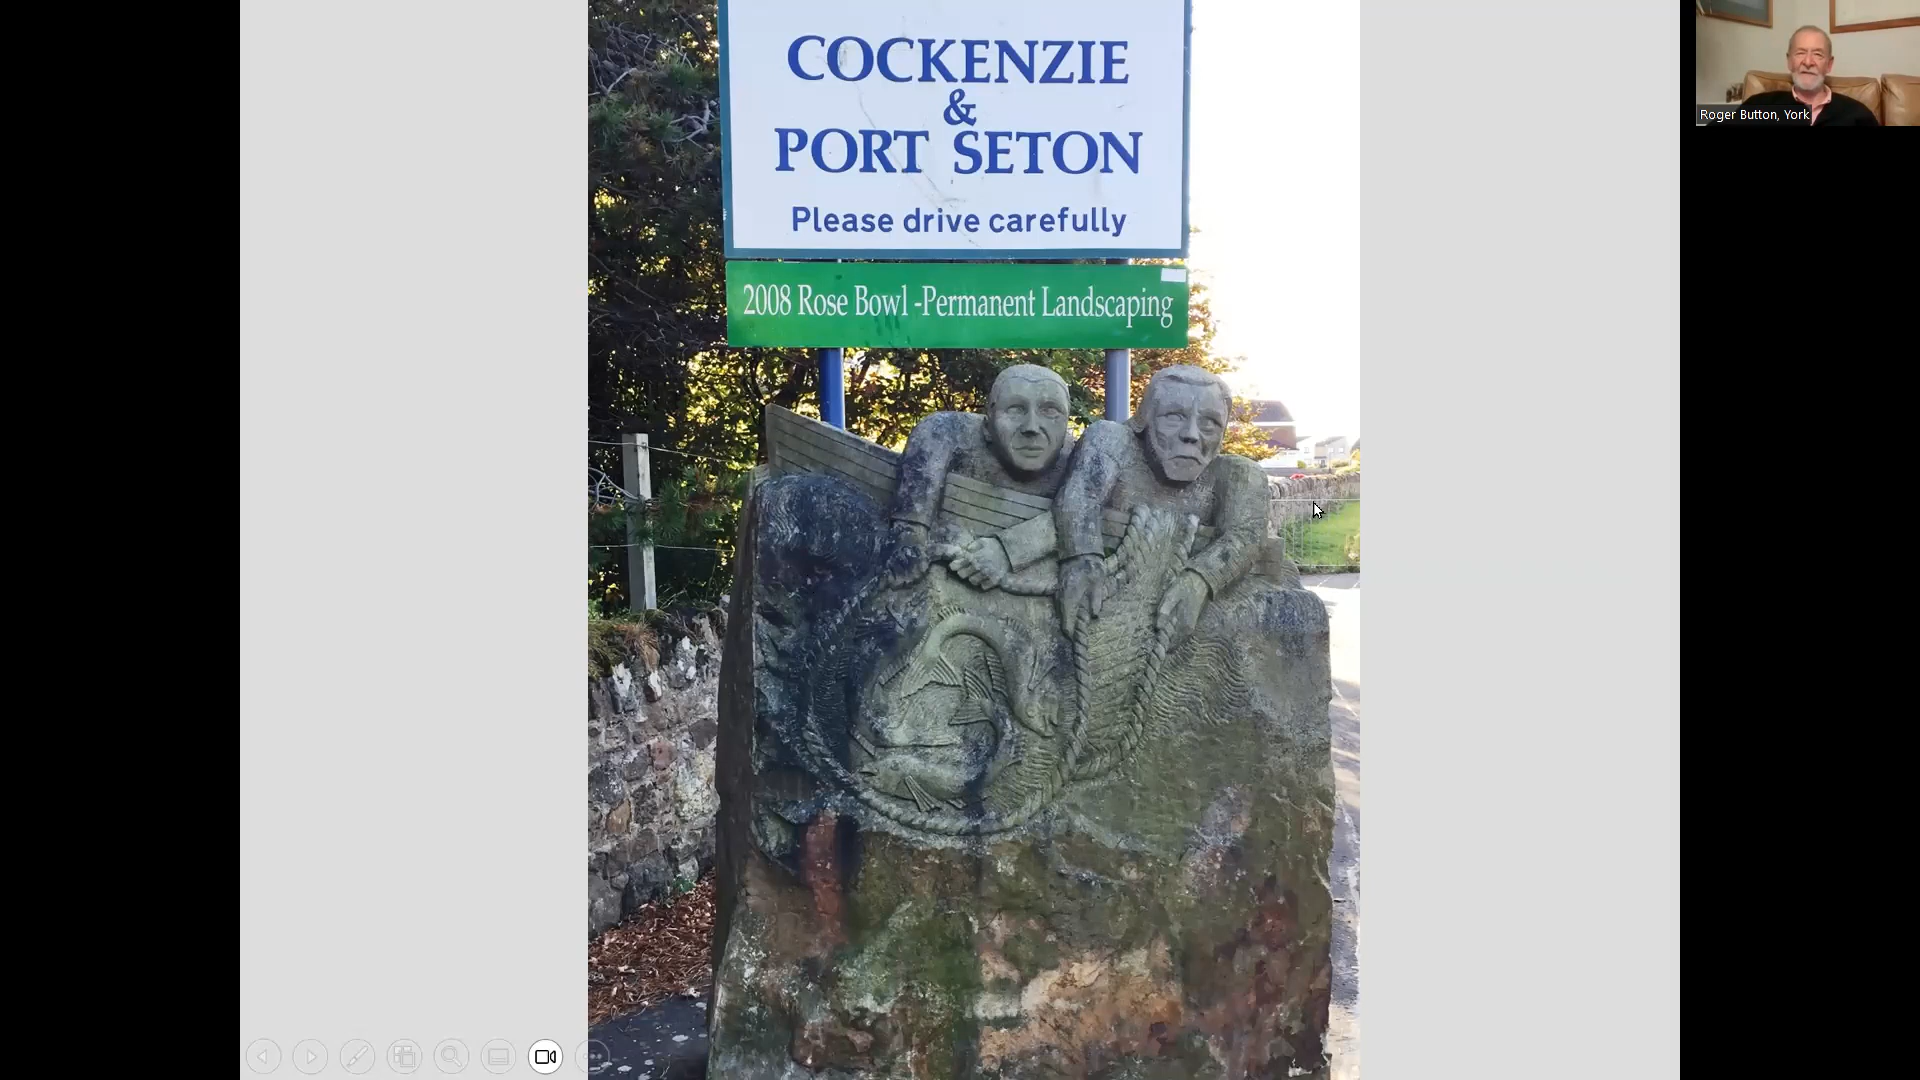 COCKENZIE
&
PORT SETON
Please drive carefully
2008 Rose Bowl -Permanent Landscaping
Roger Button, York